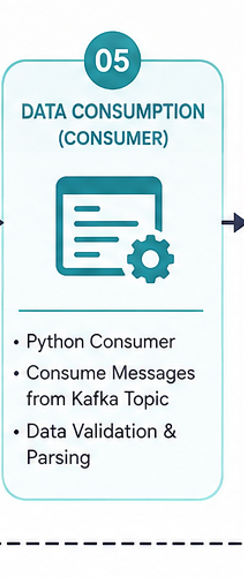 05
DATA CONSUMPTION
(CONSUMER)
• Python Consumer
• Consume Messages
from Kafka Topic
• Data Validation &
Parsing